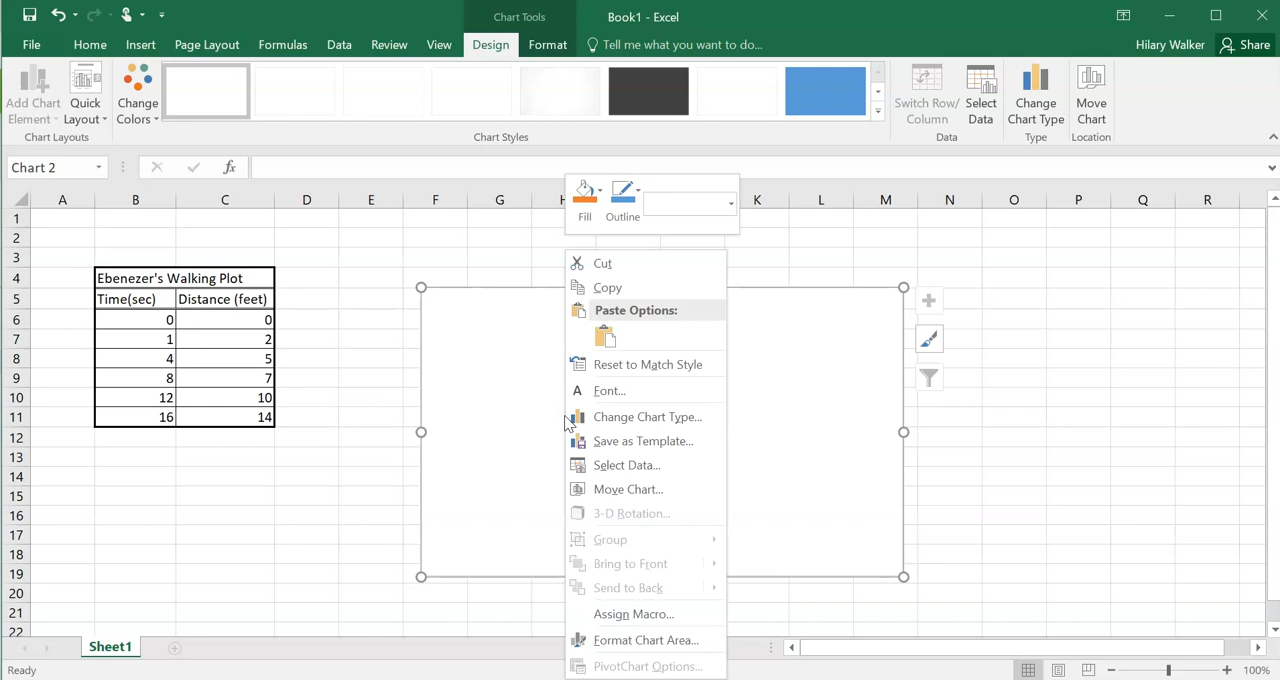 Chart Tools
Book1 - Excel
File Home Insert Page Layout Formulas Data Review View Design Format Tell me what you want to do... Hilary Walker Share
Add Chart Element Quick Layout Change Colors Switch Row/ Column Select Data Change Chart Type Move Chart
Chart Layouts Chart Styles Data Type Location
Chart 2 fx
Fill Outline
A B C D E F G H K L M N O P Q R
1
2
3
4 Ebenezer's Walking Plot
5 Time(sec) Distance (feet)
6 0 0
7 1 2
8 4 5
9 8 7
10 12 10
11 16 14
12
13
14
15
16
17
18
19
20
21
22
Cut
Copy
Paste Options:
Reset to Match Style
A Font...
Change Chart Type...
Save as Template...
Select Data...
Move Chart...
3-D Rotation...
Group
Bring to Front
Send to Back
Assign Macro...
Format Chart Area...
PivotChart Options...
Sheet1
Ready 100%